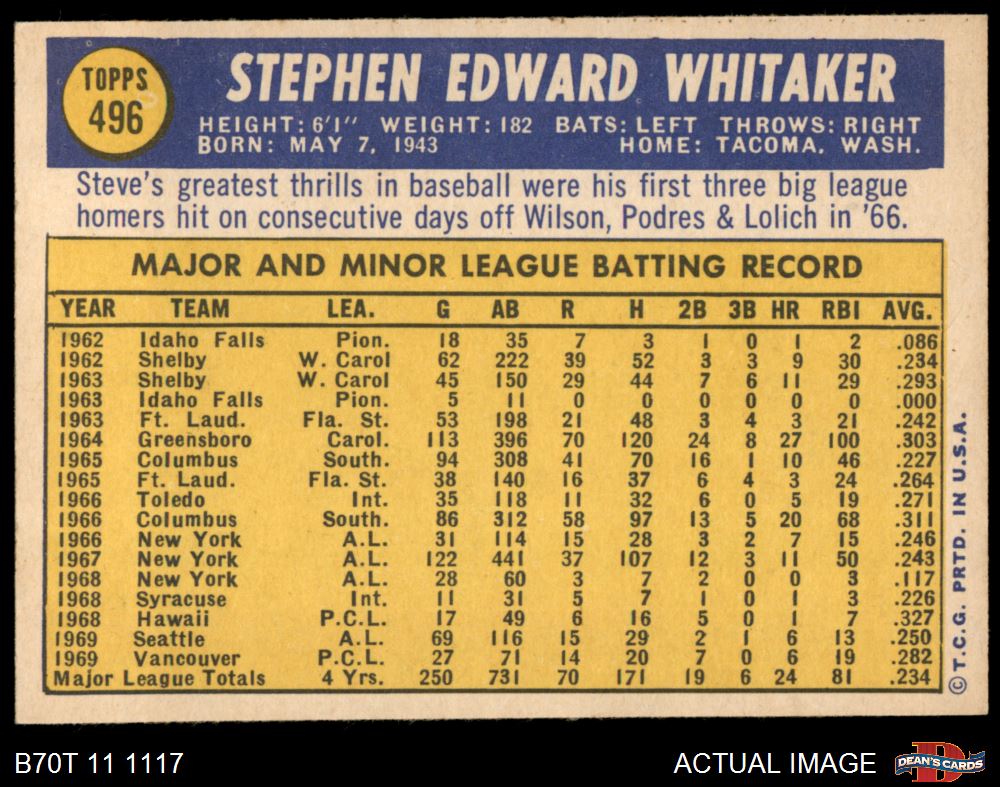 TOPPS
496
STEPHEN EDWARD WHITAKER
HEIGHT: 6'1" WEIGHT: 182 BATS: LEFT THROWS: RIGHT
BORN: MAY 7, 1943 HOME: TACOMA, WASH.
Steve's greatest thrills in baseball were his first three big league
homers hit on consecutive days off Wilson, Podres & Lolich in '66.
MAJOR AND MINOR LEAGUE BATTING RECORD
YEAR TEAM LEA. G AB R H 2B 3B HR RBI AVG.
1962 Idaho Falls Pion. 18 35 7 3 1 0 1 2 .086
1962 Shelby W. Carol 62 222 39 52 3 3 9 30 .234
1963 Shelby W. Carol 45 150 29 44 7 6 11 29 .293
1963 Idaho Falls Pion. 5 11 0 0 0 0 0 0 .000
1963 Ft. Laud. Fla. St. 53 198 21 48 3 4 3 21 .242
1964 Greensboro Carol. 113 396 70 120 24 8 27 100 .303
1965 Columbus South. 94 308 41 70 16 1 10 46 .227
1965 Ft. Laud. Fla. St. 38 140 16 37 6 4 3 24 .264
1966 Toledo Int. 35 118 11 32 6 0 5 19 .271
1966 Columbus South. 86 312 58 97 13 5 20 68 .311
1966 New York A.L. 31 114 15 28 3 2 7 15 .246
1967 New York A.L. 122 441 37 107 12 3 11 50 .243
1968 New York A.L. 28 60 3 7 2 0 0 3 .117
1968 Syracuse Int. 11 31 5 7 1 0 1 3 .226
1968 Hawaii P.C.L. 17 49 6 16 5 0 1 7 .327
1969 Seattle A.L. 69 116 15 29 2 1 6 13 .250
1969 Vancouver P.C.L. 27 71 14 20 7 0 6 19 .282
Major League Totals 4 Yrs. 250 731 70 171 19 6 24 81 .234
© T.C.G. PRTD. IN U.S.A.
B70T 11 1117 ACTUAL IMAGE
D
DEAN'S CARDS